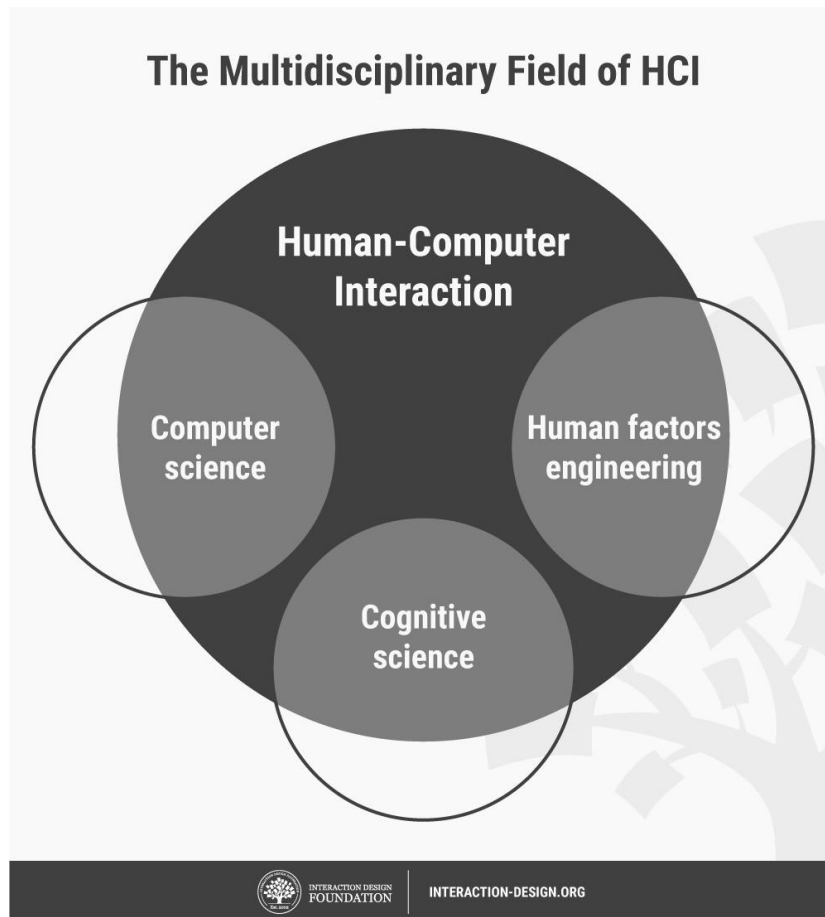 The Multidisciplinary Field of HCI
Human-Computer
Interaction
Computer
science
Human factors
engineering
Cognitive
science
INTERACTION DESIGN
FOUNDATION
INTERACTION-DESIGN.ORG